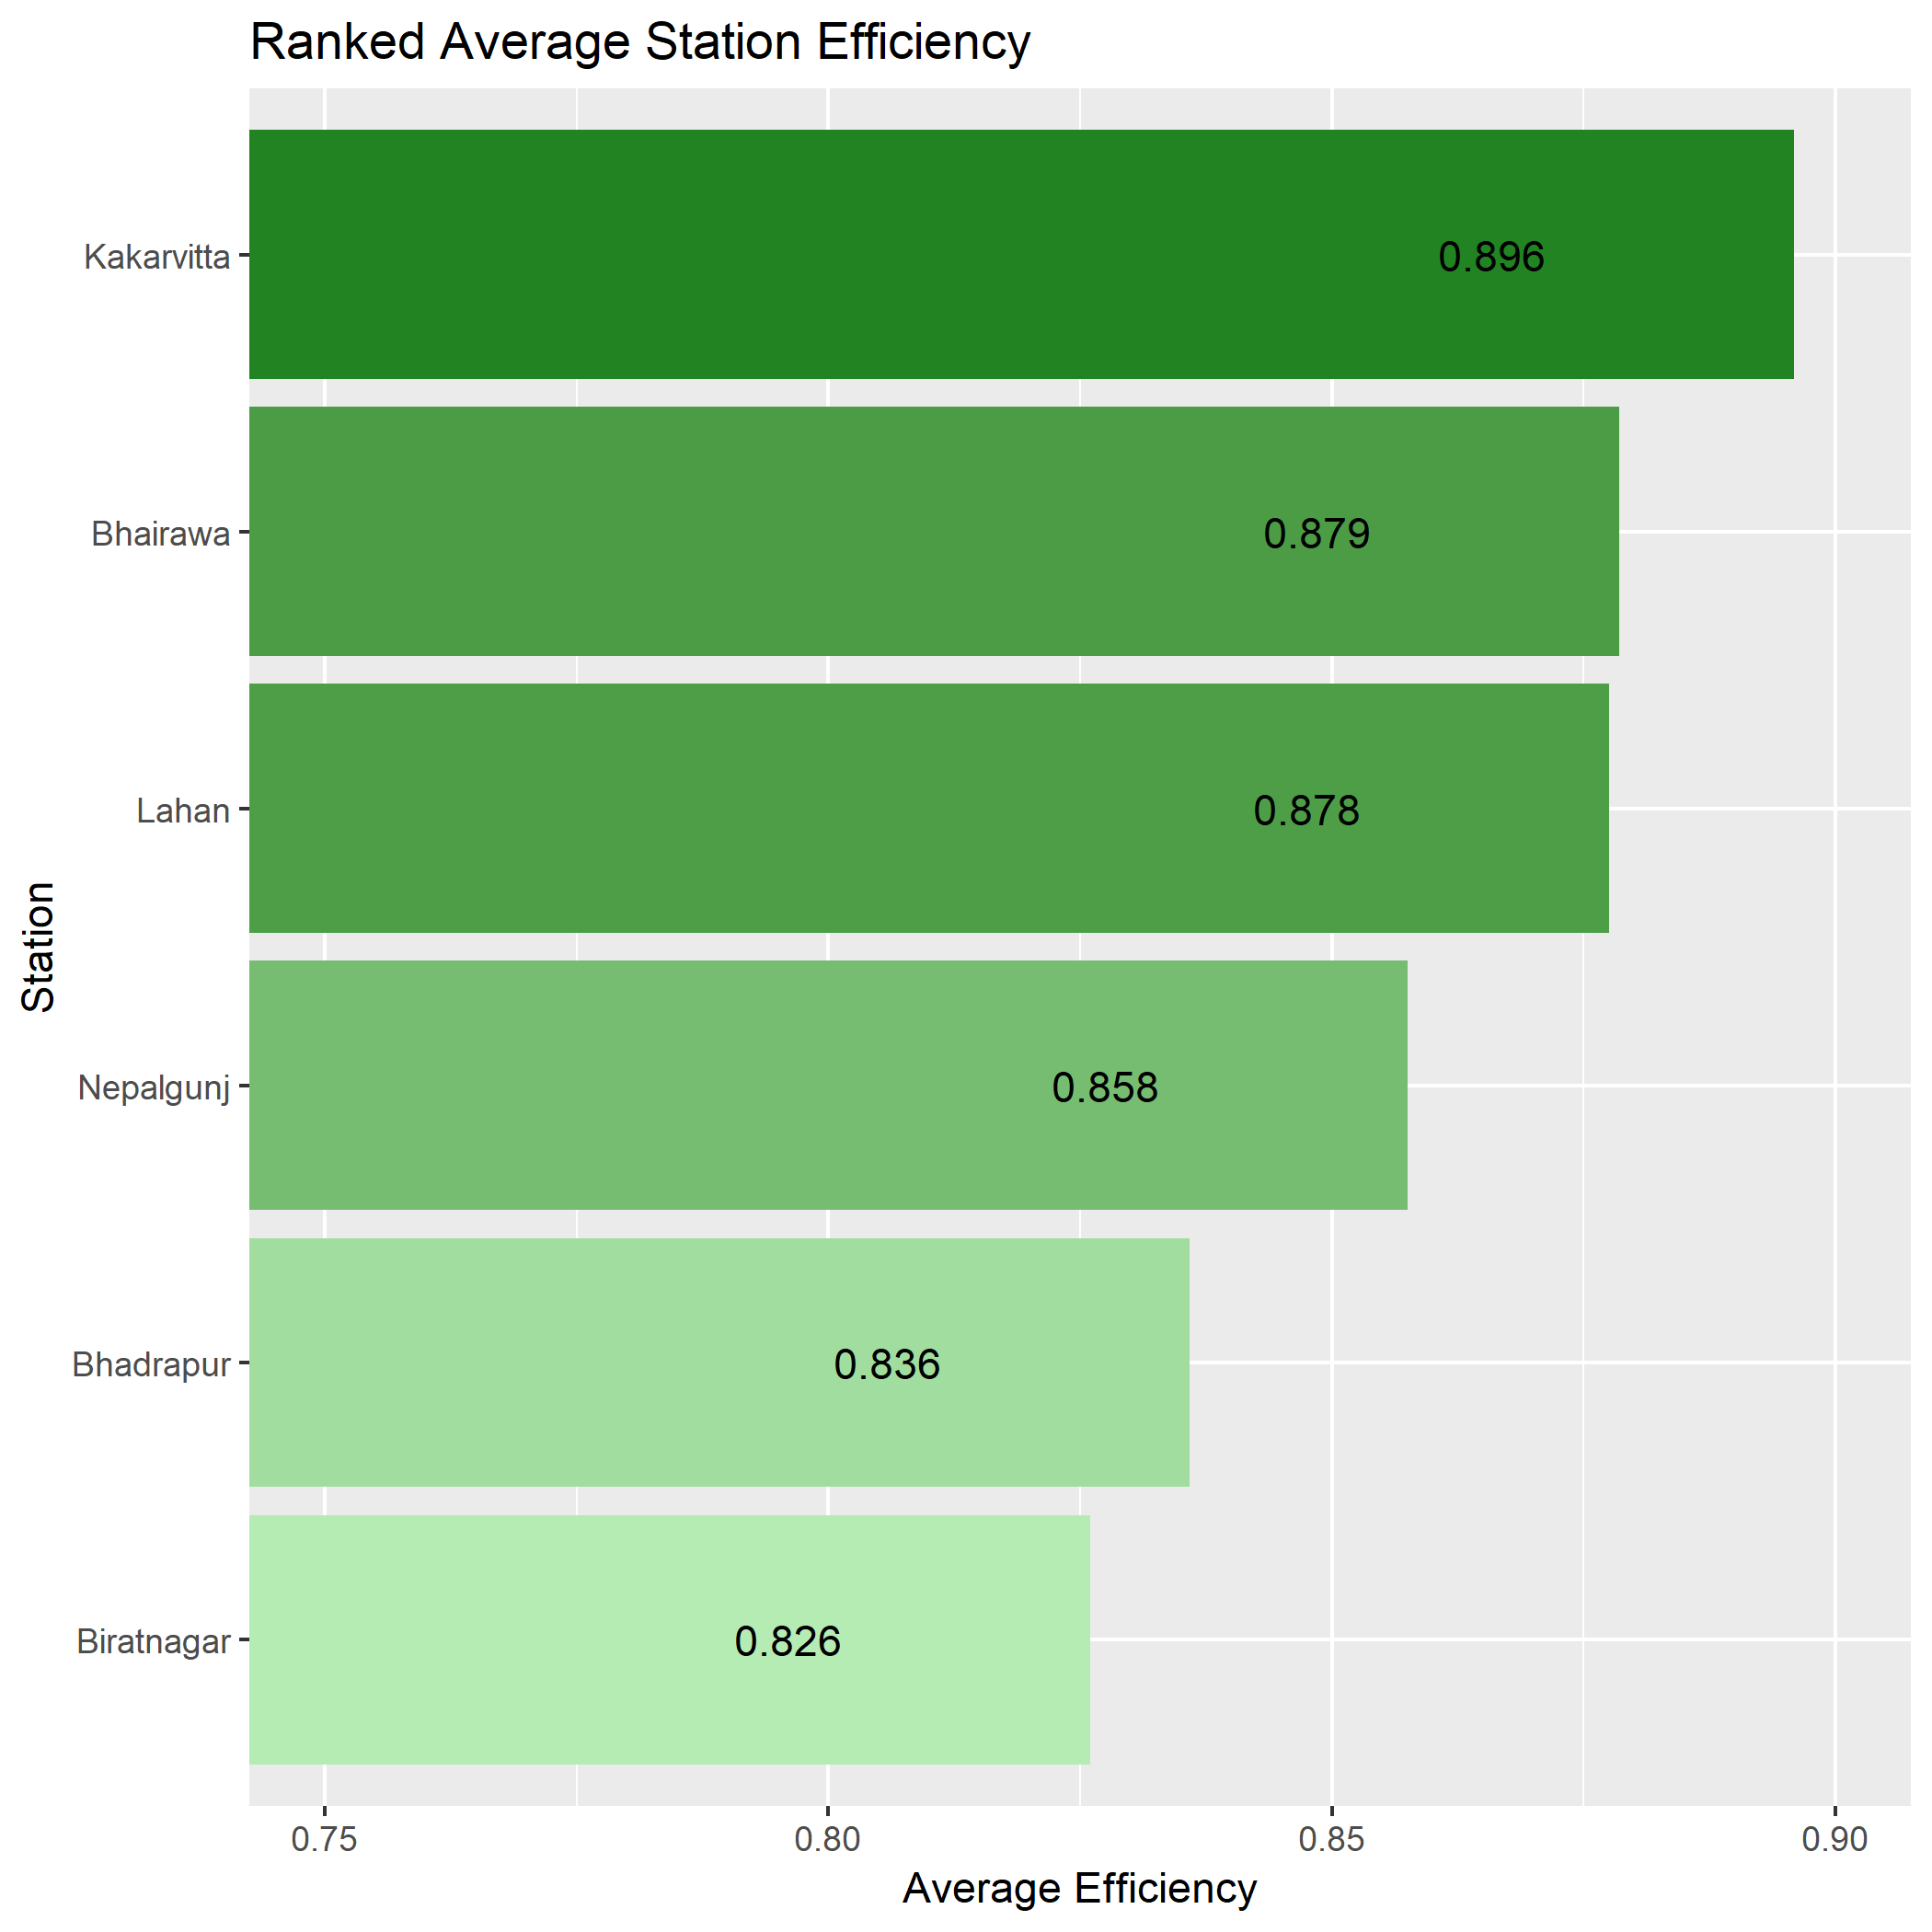 Ranked Average Station Efficiency
Station
Kakarvitta
0.896
Bhairawa
0.879
Lahan
0.878
Nepalgunj
0.858
Bhadrapur
0.836
Biratnagar
0.826
0.75 0.80 0.85 0.90
Average Efficiency